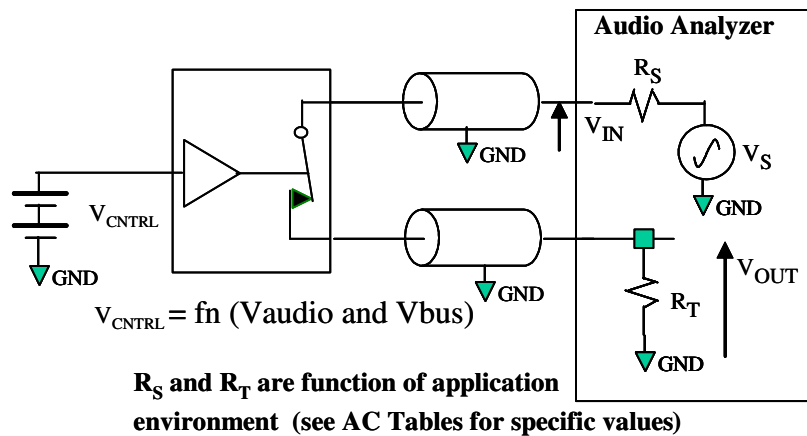 Audio Analyzer
R_S
V_IN
V_S
GND
GND
V_CNTRL
GND
GND
V_OUT
R_T
GND
V_CNTRL = fn (Vaudio and Vbus)
R_S and R_T are function of application
environment (see AC Tables for specific values)